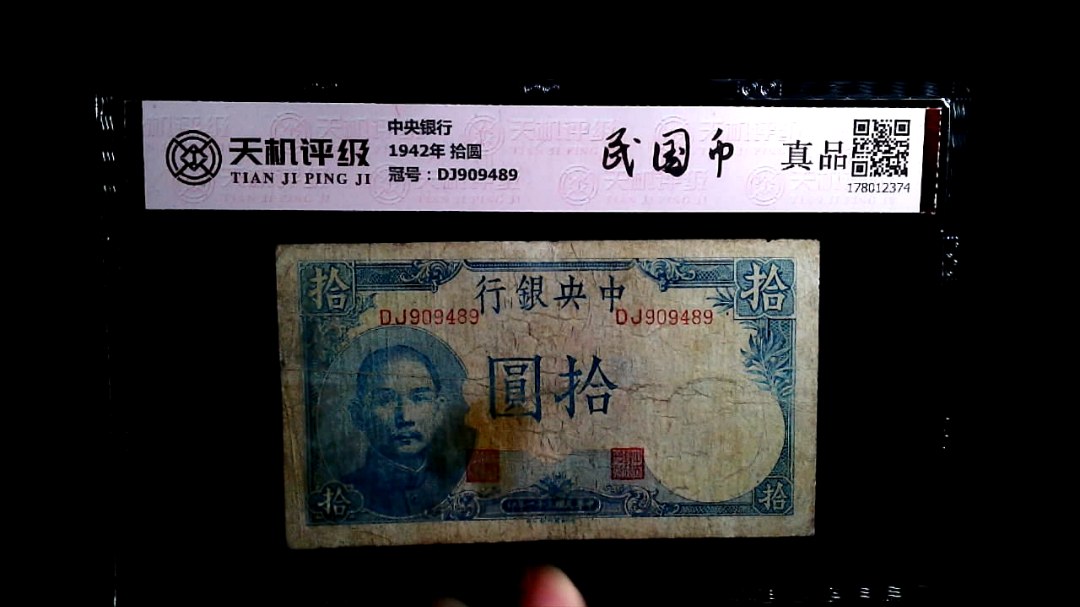 天机评级
TIAN JI PING JI
中央银行
1942年 拾圆
冠号：DJ909489
民国币
真品
178012374
拾
行銀央中
拾
DJ909489
DJ909489
圓拾
拾
拾